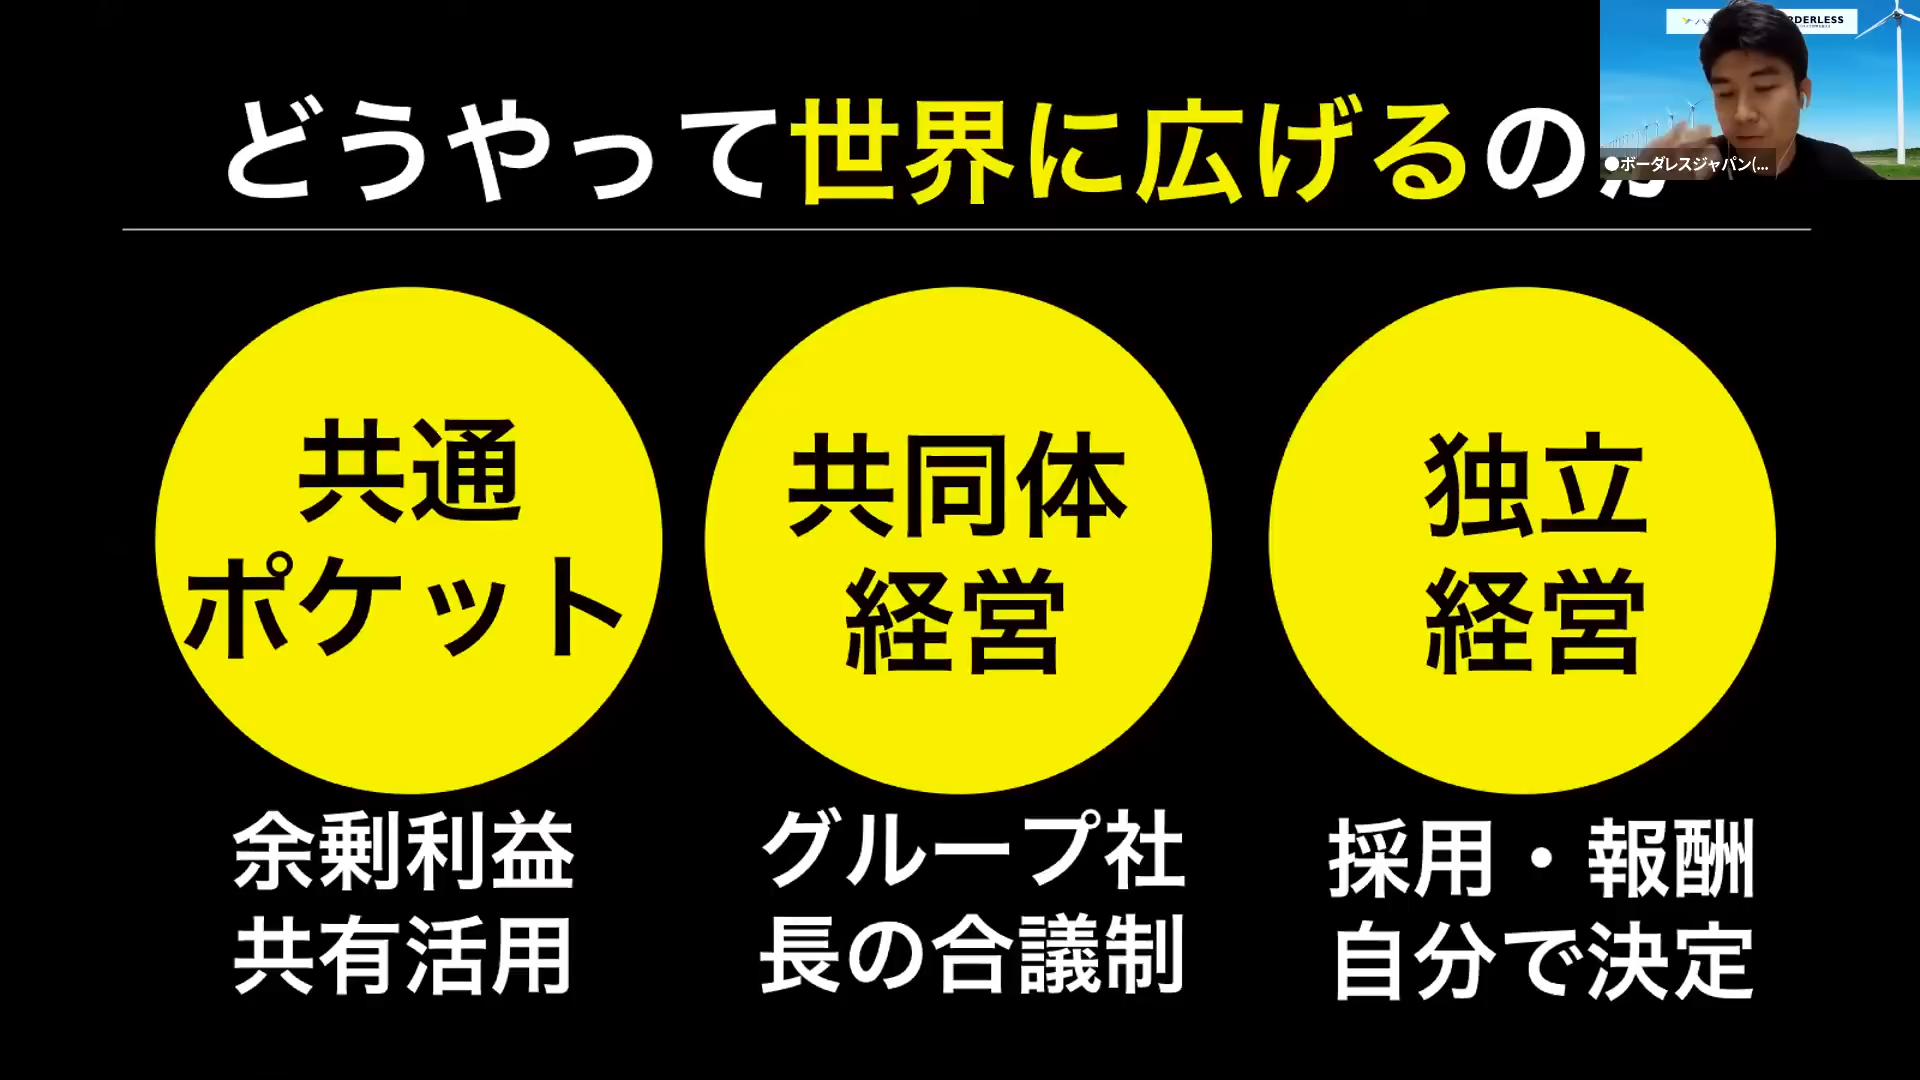 どうやって世界に広げるのか
共通
ポケット
共同体
経営
独立
経営
余剰利益
共有活用
グループ社
長の合議制
採用・報酬
自分で決定
RDERLESS
●ボーダレスジャパン(...